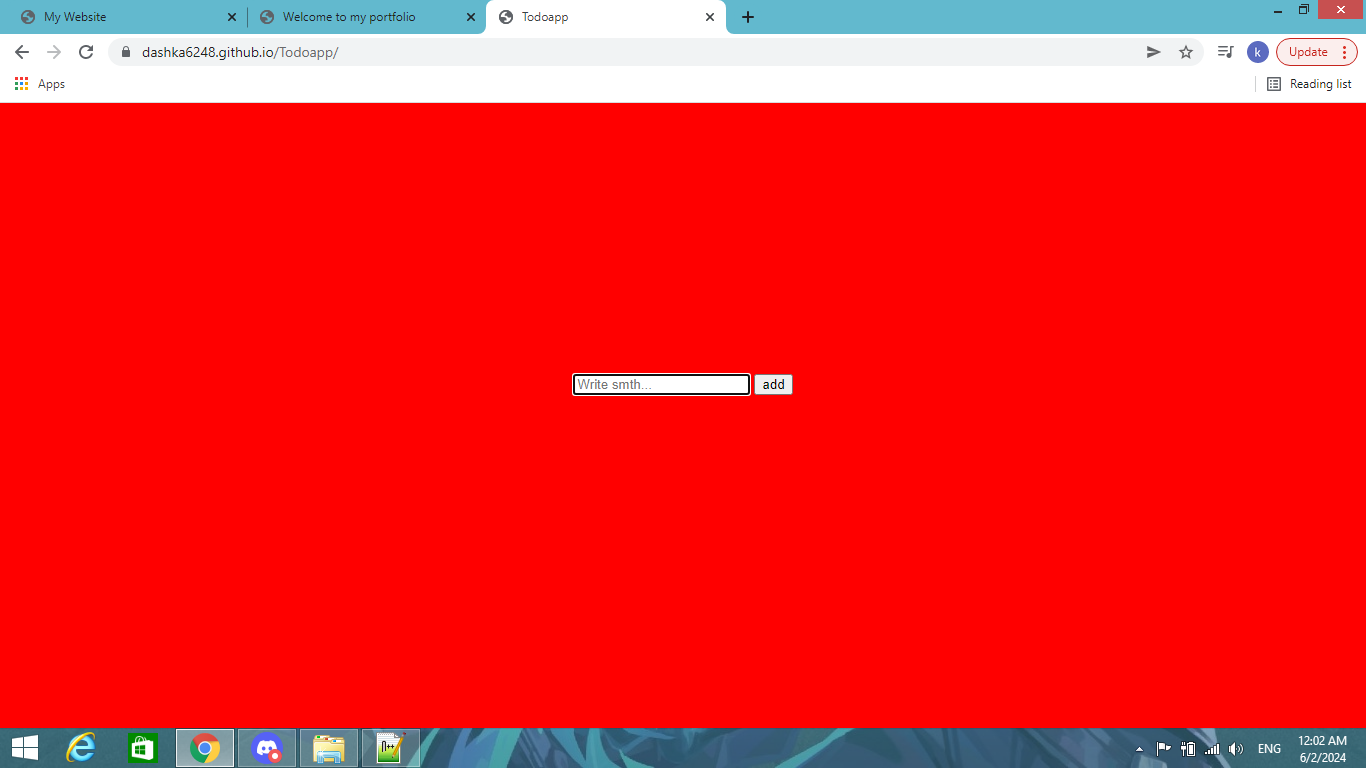 My Website
Welcome to my portfolio
Todoapp
dashka6248.github.io/Todoapp/
k
Update
Apps
Reading list
Write smth...
add
N++
ENG
12:02 AM
6/2/2024